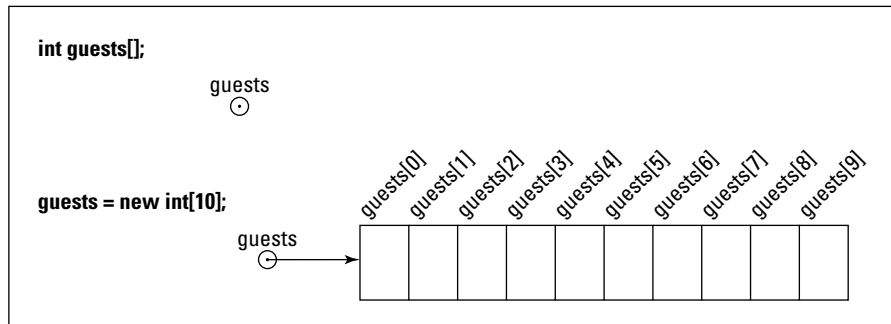 int guests[];
guests
guests[0]
guests[1]
guests[2]
guests[3]
guests[4]
guests[5]
guests[6]
guests[7]
guests[8]
guests[9]
guests = new int[10];
guests